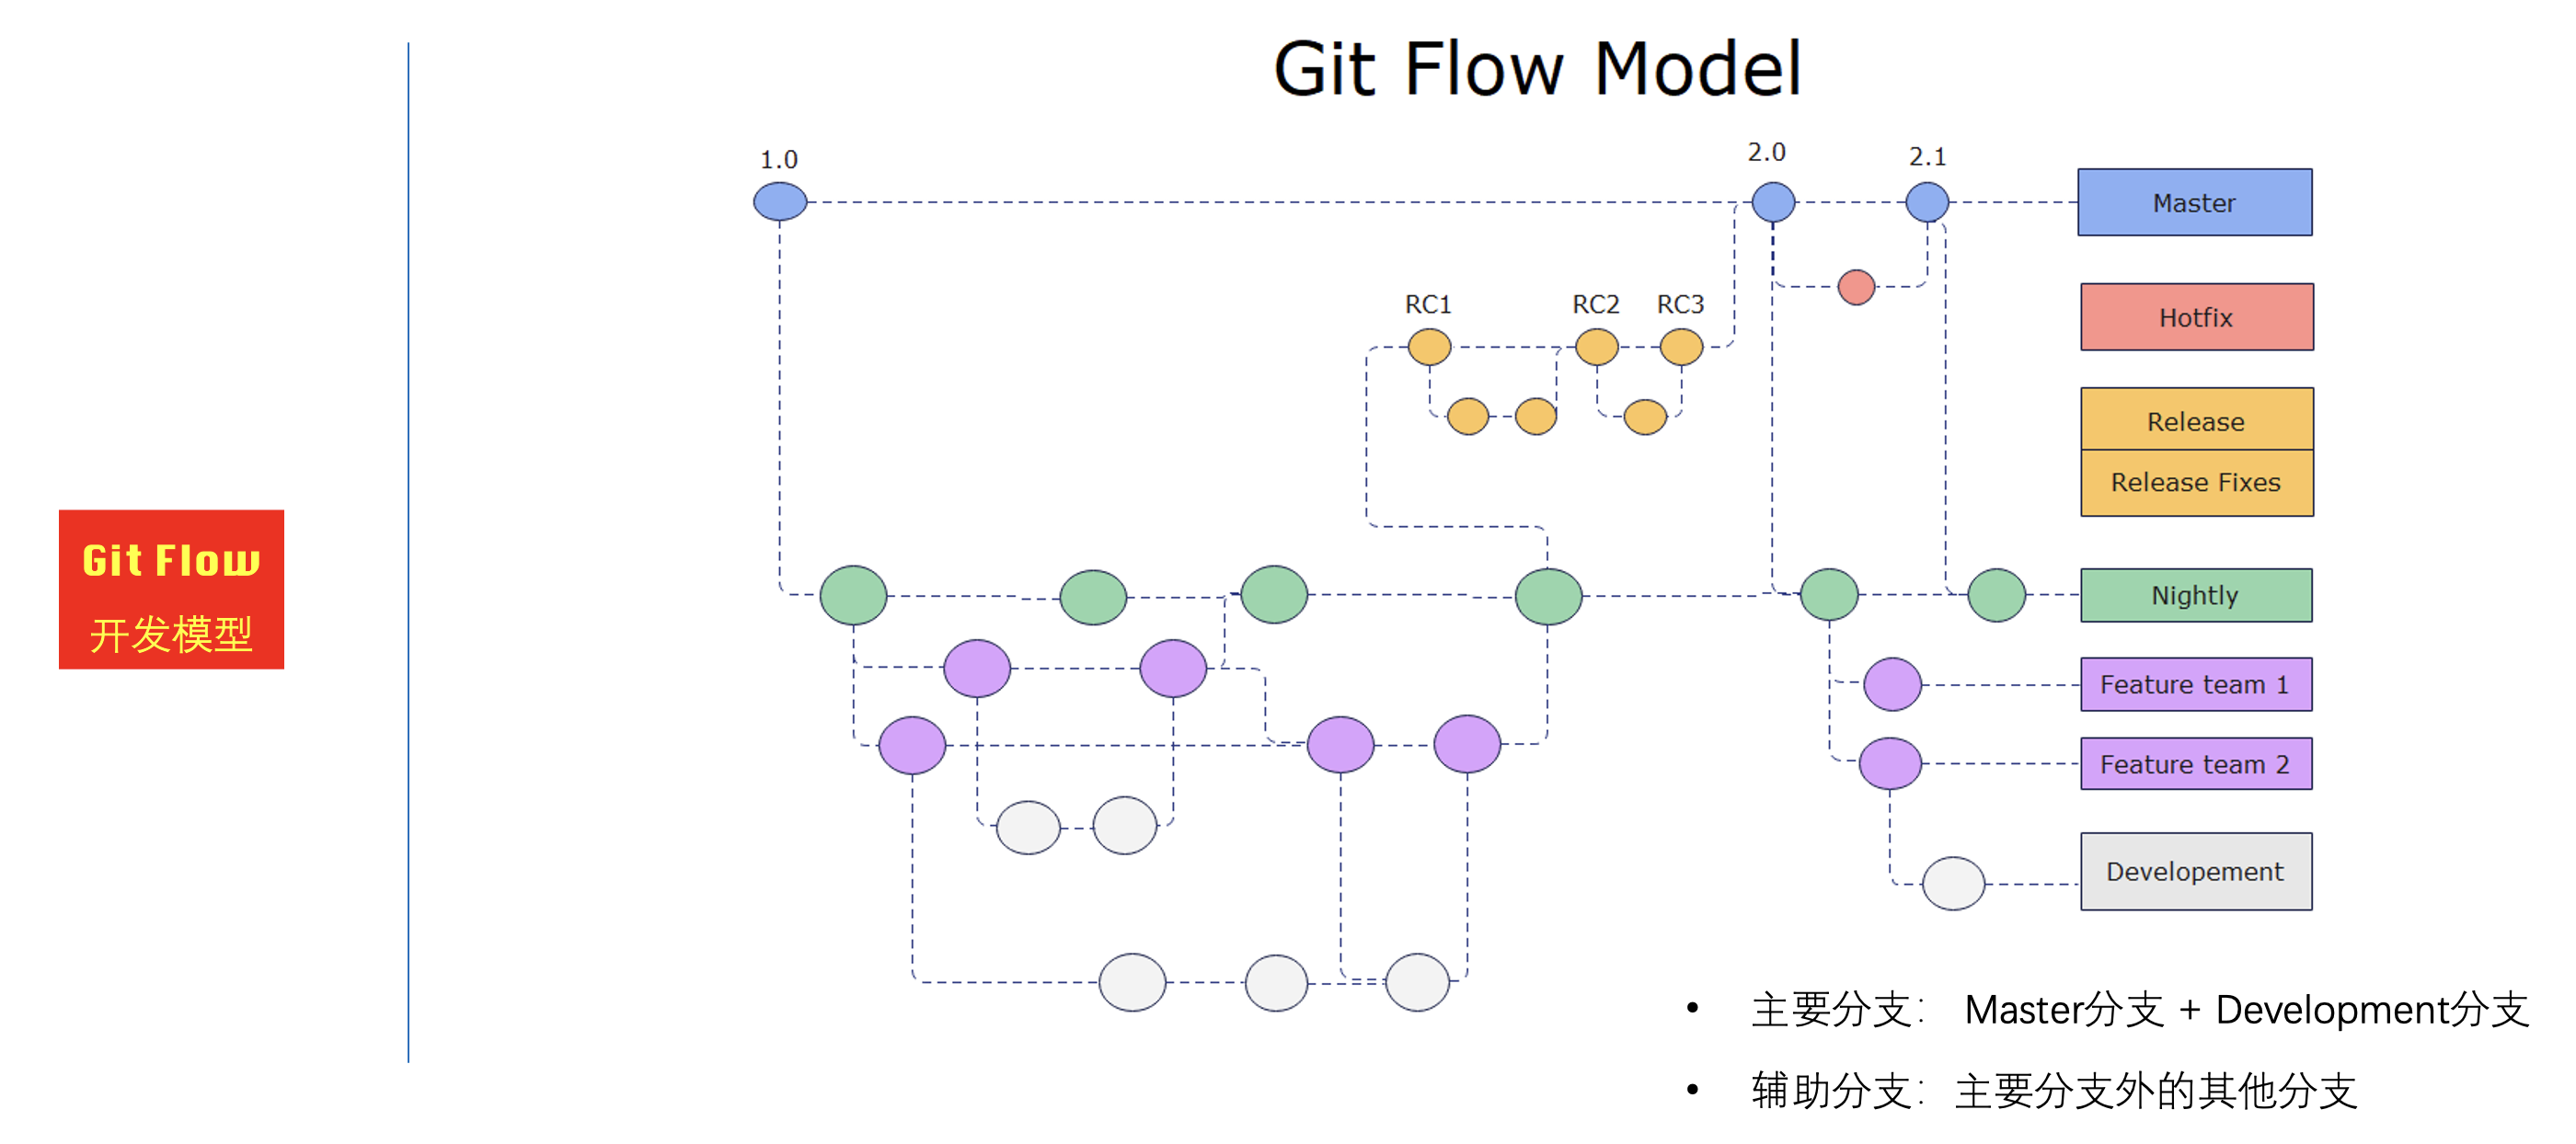 Git Flow Model
1.0
2.0
2.1
Master
Hotfix
RC1
RC2
RC3
Release
Release Fixes
Git Flow
开发模型
Nightly
Feature team 1
Feature team 2
Developement
• 主要分支： Master分支 + Development分支
• 辅助分支：主要分支外的其他分支